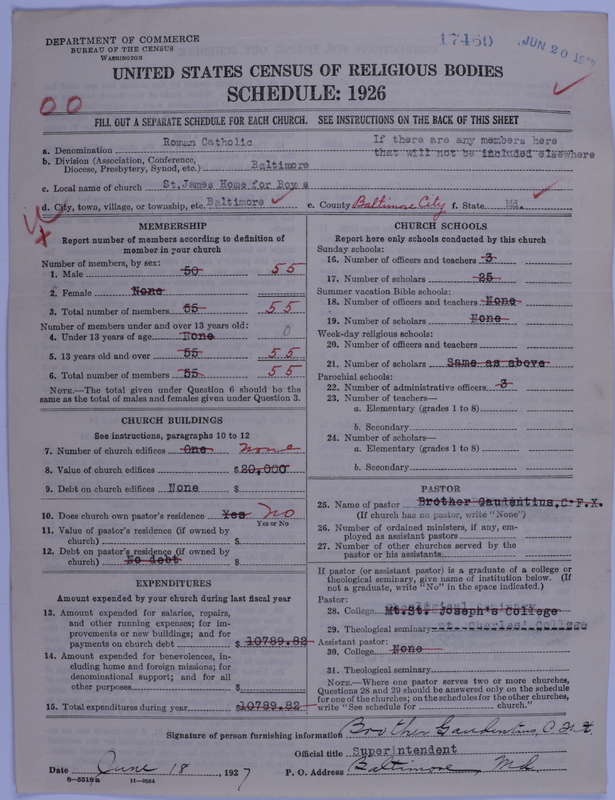 DEPARTMENT OF COMMERCE
BUREAU OF THE CENSUS
WASHINGTON
17460
JUN 20
UNITED STATES CENSUS OF RELIGIOUS BODIES
SCHEDULE: 1926
00
FILL OUT A SEPARATE SCHEDULE FOR EACH CHURCH. SEE INSTRUCTIONS ON THE BACK OF THIS SHEET
a. Denomination Roman Catholic
If there are any members here
that will not be included elsewhere
b. Division (Association, Conference,
Diocese, Presbytery, Synod, etc.) Baltimore
c. Local name of church St.James Home for Boys
d. City, town, village, or township, etc. Baltimore e. County Baltimore City f. State Md.
MEMBERSHIP
Report number of members according to definition of
member in your church
Number of members, by sex:
1. Male 50 55
2. Female None
3. Total number of members 55 55
Number of members under and over 13 years old:
4. Under 13 years of age None 0
5. 13 years old and over 55 55
6. Total number of members 55 55
NOTE.—The total given under Question 6 should be the
same as the total of males and females given under Question 3.
CHURCH BUILDINGS
See instructions, paragraphs 10 to 12
7. Number of church edifices One none
8. Value of church edifices $20,000
9. Debt on church edifices None $
10. Does church own pastor's residence Yes No
Yes or No
11. Value of pastor's residence (if owned by
church) $
12. Debt on pastor's residence (if owned by
church) No debt $
EXPENDITURES
Amount expended by your church during last fiscal year
13. Amount expended for salaries, repairs,
and other running expenses; for im-
provements or new buildings; and for
payments on church debt $ 10789.82
14. Amount expended for benevolences, in-
cluding home and foreign missions; for
denominational support; and for all
other purposes $
15. Total expenditures during year $10789.82
CHURCH SCHOOLS
Report here only schools conducted by this church
Sunday schools:
16. Number of officers and teachers 3
17. Number of scholars 25
Summer vacation Bible schools:
18. Number of officers and teachers None
19. Number of scholars None
Week-day religious schools:
20. Number of officers and teachers
21. Number of scholars Same as above
Parochial schools:
22. Number of administrative officers 3
23. Number of teachers—
a. Elementary (grades 1 to 8)
b. Secondary
24. Number of scholars—
a. Elementary (grades 1 to 8)
b. Secondary
PASTOR
25. Name of pastor Brother Gaudentius,C.F.X.
(If church has no pastor, write "None")
26. Number of ordained ministers, if any, em-
ployed as assistant pastors
27. Number of other churches served by the
pastor or his assistants
If pastor (or assistant pastor) is a graduate of a college or
theological seminary, give name of institution below. (If
not a graduate, write "No" in the space indicated.)
Pastor:
28. College Mt.St. Joseph's College
29. Theological seminary St. Charles' College
Assistant pastor:
30. College None
31. Theological seminary
NOTE.—Where one pastor serves two or more churches,
Questions 28 and 29 should be answered only on the schedule
for one of the churches; on the schedules for the other churches,
write "See schedule for church."
Signature of person furnishing information Brother Gaudentius, C.F.X.
Official title Superintendent
Date June 18, 1927 P. O. Address Baltimore Md.
8-5518a 11-9054